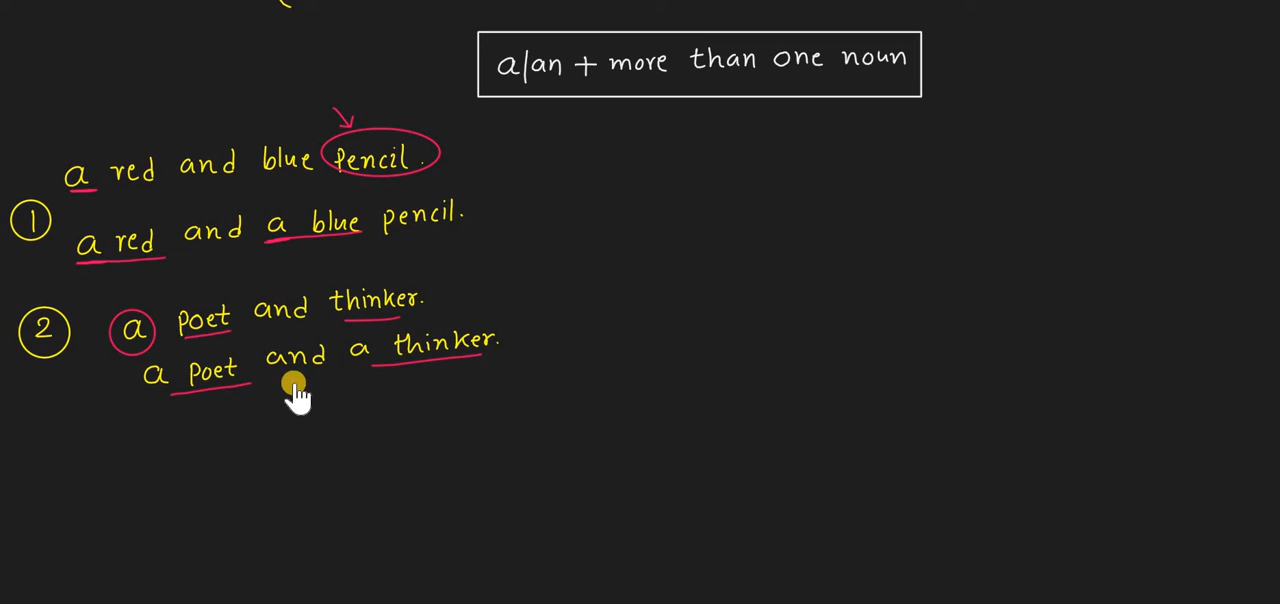 a/an + more than one noun
a red and blue pencil.
1
a red and a blue pencil.
2 a poet and thinker.
a poet and a thinker.